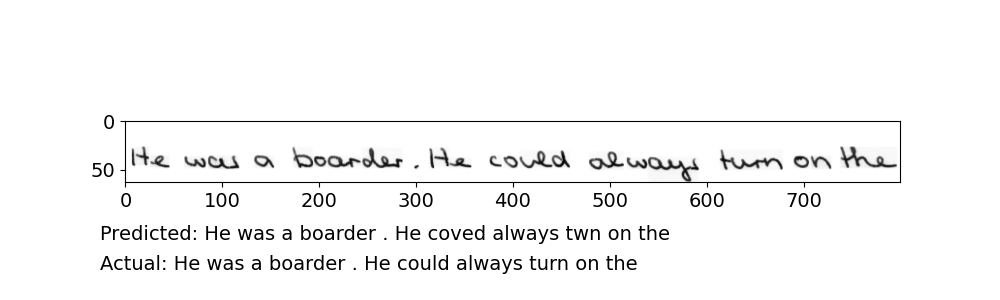 0
He was a boarder . He could always turn on the
50
0 100 200 300 400 500 600 700
Predicted: He was a boarder . He coved always twn on the
Actual: He was a boarder . He could always turn on the